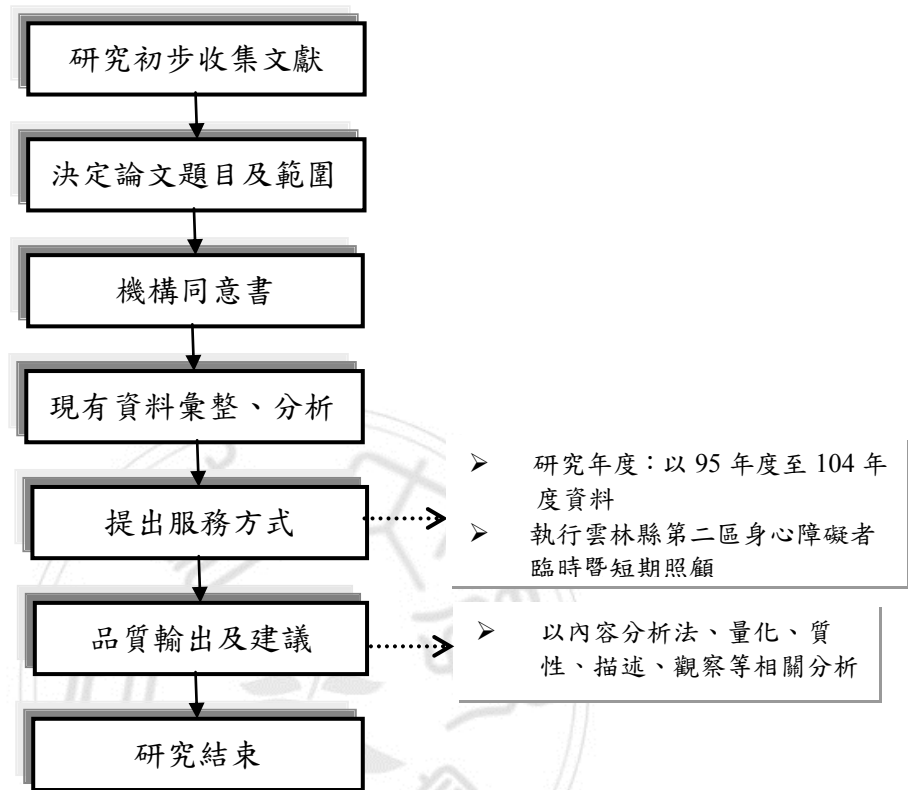 研究初步收集文獻
決定論文題目及範圍
機構同意書
現有資料彙整、分析
提出服務方式
➢ 研究年度：以 95 年度至 104 年
度資料
➢ 執行雲林縣第二區身心障礙者
臨時暨短期照顧
品質輸出及建議
➢ 以內容分析法、量化、質
性、描述、觀察等相關分析
研究結束